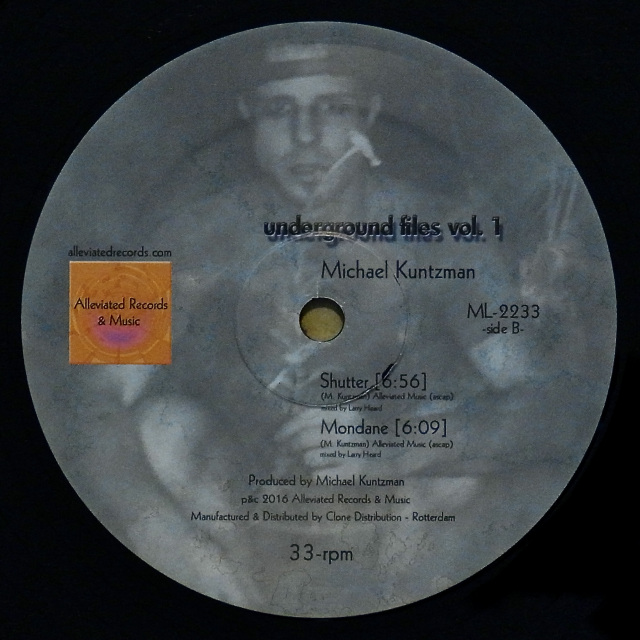 underground files vol. 1
Michael Kuntzman
alleviatedrecords.com
Alleviated Records
& Music
ML-2233
-side B-
Shutter [6:56]
(M. Kuntzman) Alleviated Music (ascap)
mixed by Larry Heard
Mondane [6:09]
(M. Kuntzman) Alleviated Music (ascap)
mixed by Larry Heard
Produced by Michael Kuntzman
p&c 2016 Alleviated Records & Music
Manufactured & Distributed by Clone Distribution - Rotterdam
33-rpm